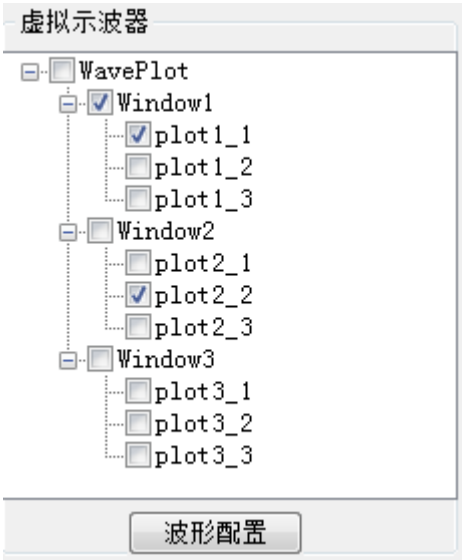 虚拟示波器
WavePlot
Window1
plot1_1
plot1_2
plot1_3
Window2
plot2_1
plot2_2
plot2_3
Window3
plot3_1
plot3_2
plot3_3
波形配置